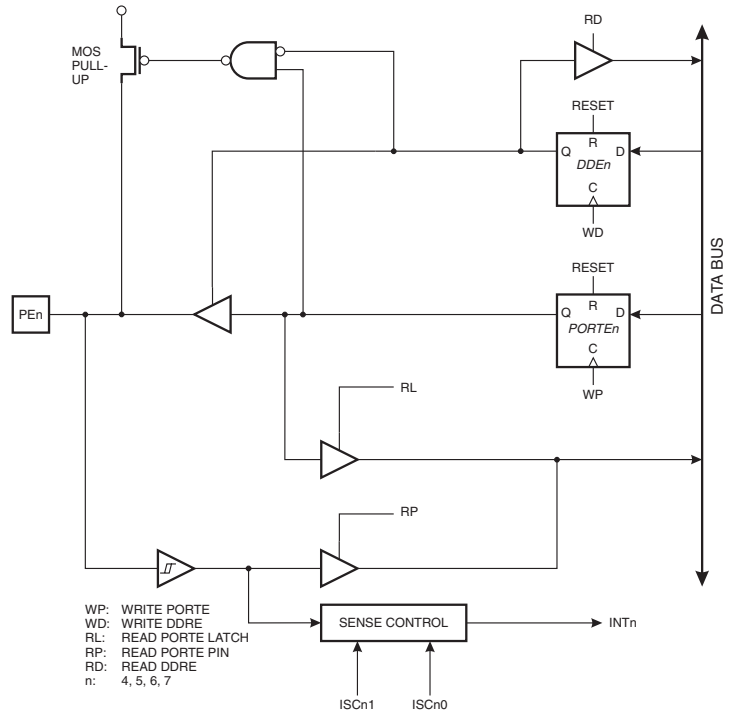 RD
MOS
PULL-
UP
RESET
R
Q
D
DDEn
C
WD
DATA BUS
RESET
PEn
R
Q
D
PORTEn
C
WP
RL
RP
WP: WRITE PORTE
WD: WRITE DDRE
RL: READ PORTE LATCH
RP: READ PORTE PIN
RD: READ DDRE
n: 4, 5, 6, 7
SENSE CONTROL
INTn
ISCn1
ISCn0